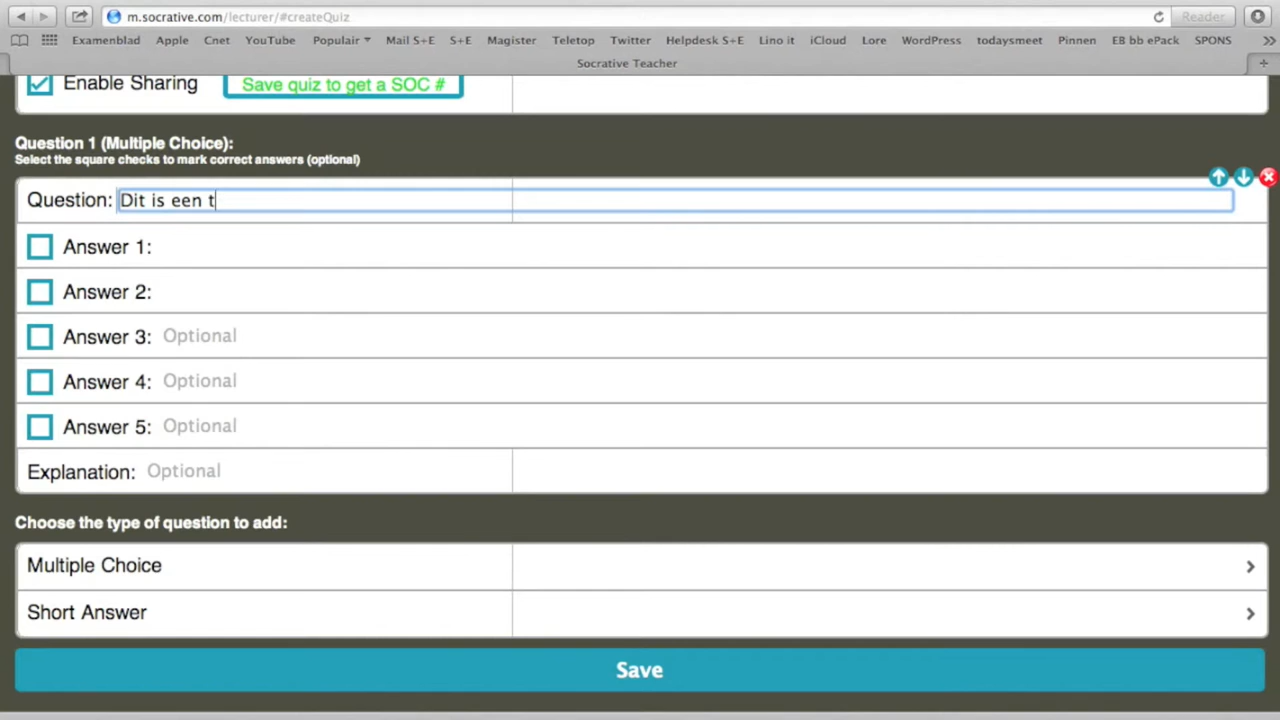 m.socrative.com/lecturer/#createQuiz
Reader
Examenblad Apple Cnet YouTube Populair Mail S+E S+E Magister Teletop Twitter Helpdesk S+E Lino it iCloud Lore WordPress todaysmeet Pinnen EB bb ePack SPONS
Socrative Teacher
Enable Sharing Save quiz to get a SOC #
Question 1 (Multiple Choice):
Select the square checks to mark correct answers (optional)
Question: Dit is een t
Answer 1:
Answer 2:
Answer 3: Optional
Answer 4: Optional
Answer 5: Optional
Explanation: Optional
Choose the type of question to add:
Multiple Choice
Short Answer
Save